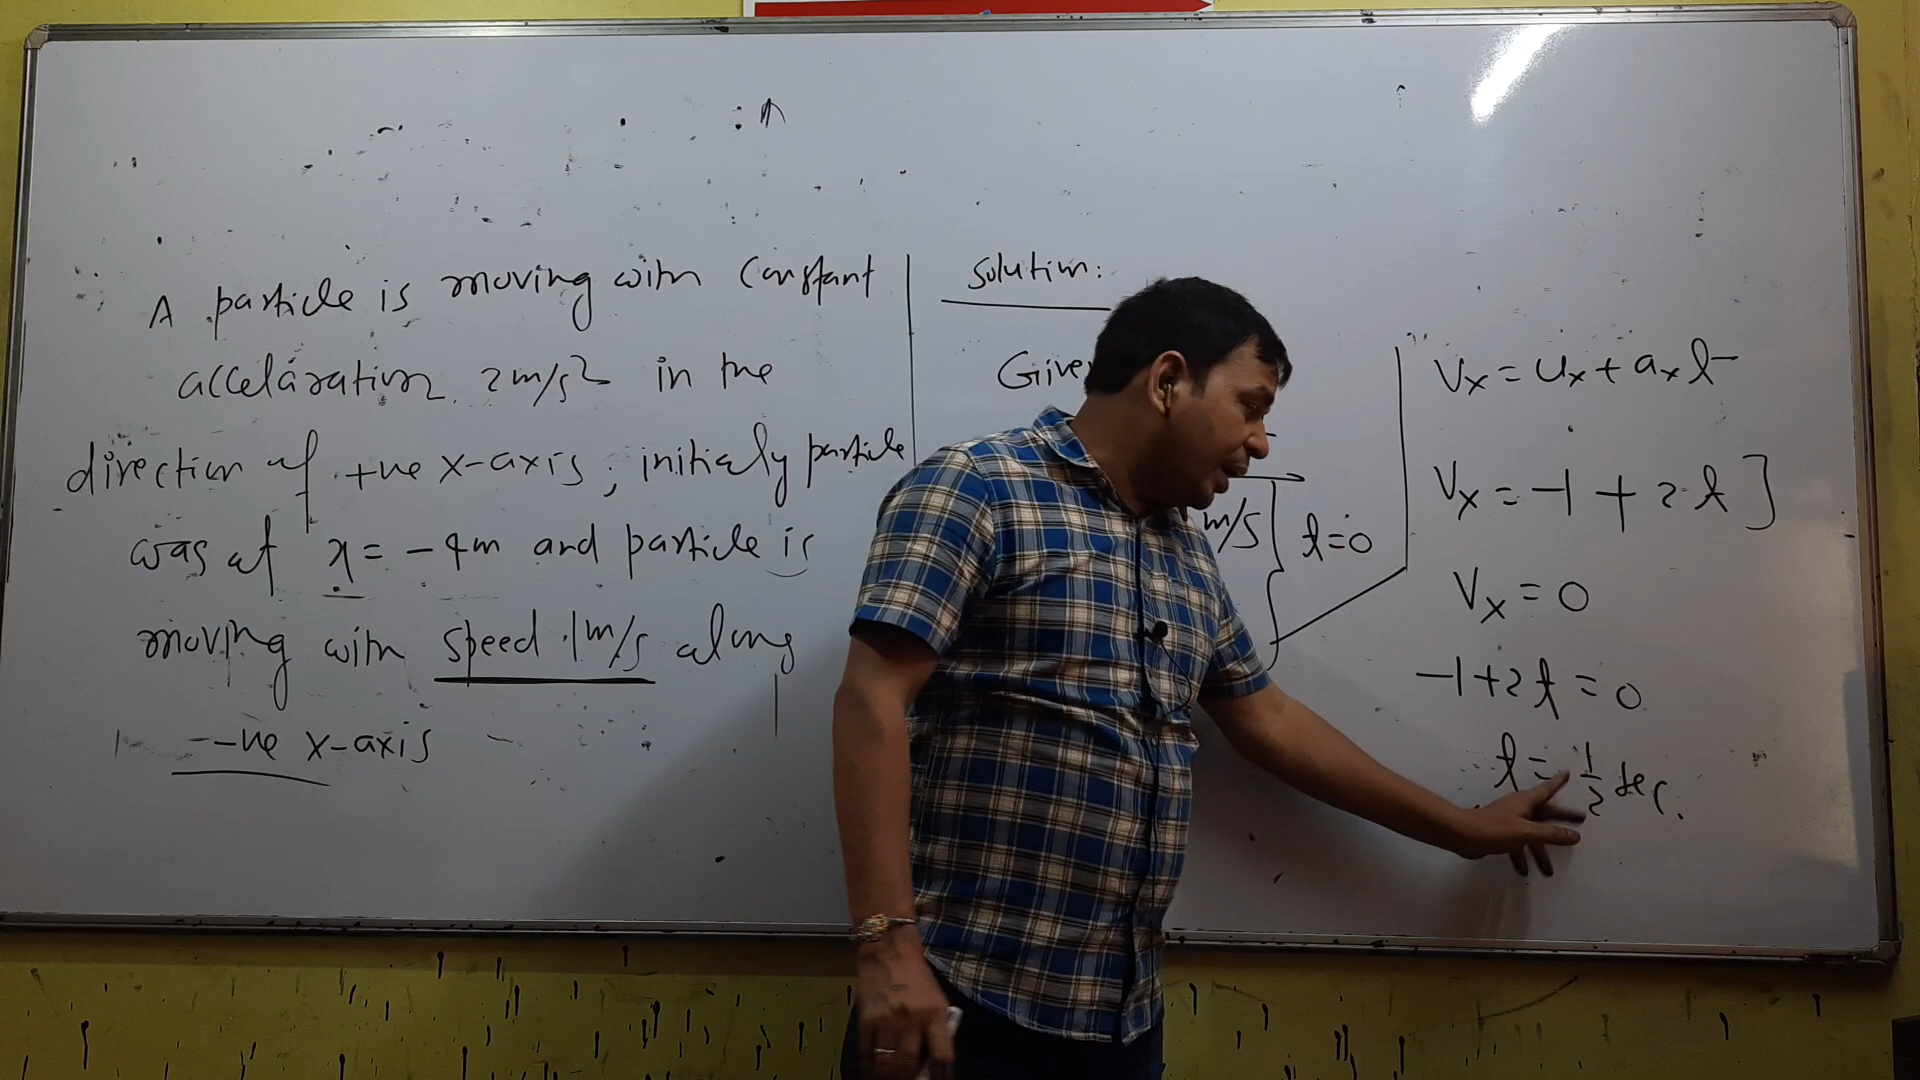 A particle is moving with constant
accelaration 2m/s²  in the
direction of +ve x-axis; initialy particle
was at x = -4m and particle is
moving with speed 1m/s along
-ve x-axis
Solution:
m/s t=0
Vx = Ux + ax t
Vx = -1 + 2t ]
Vx = 0
-1+2t = 0
t = 1/2 sec.